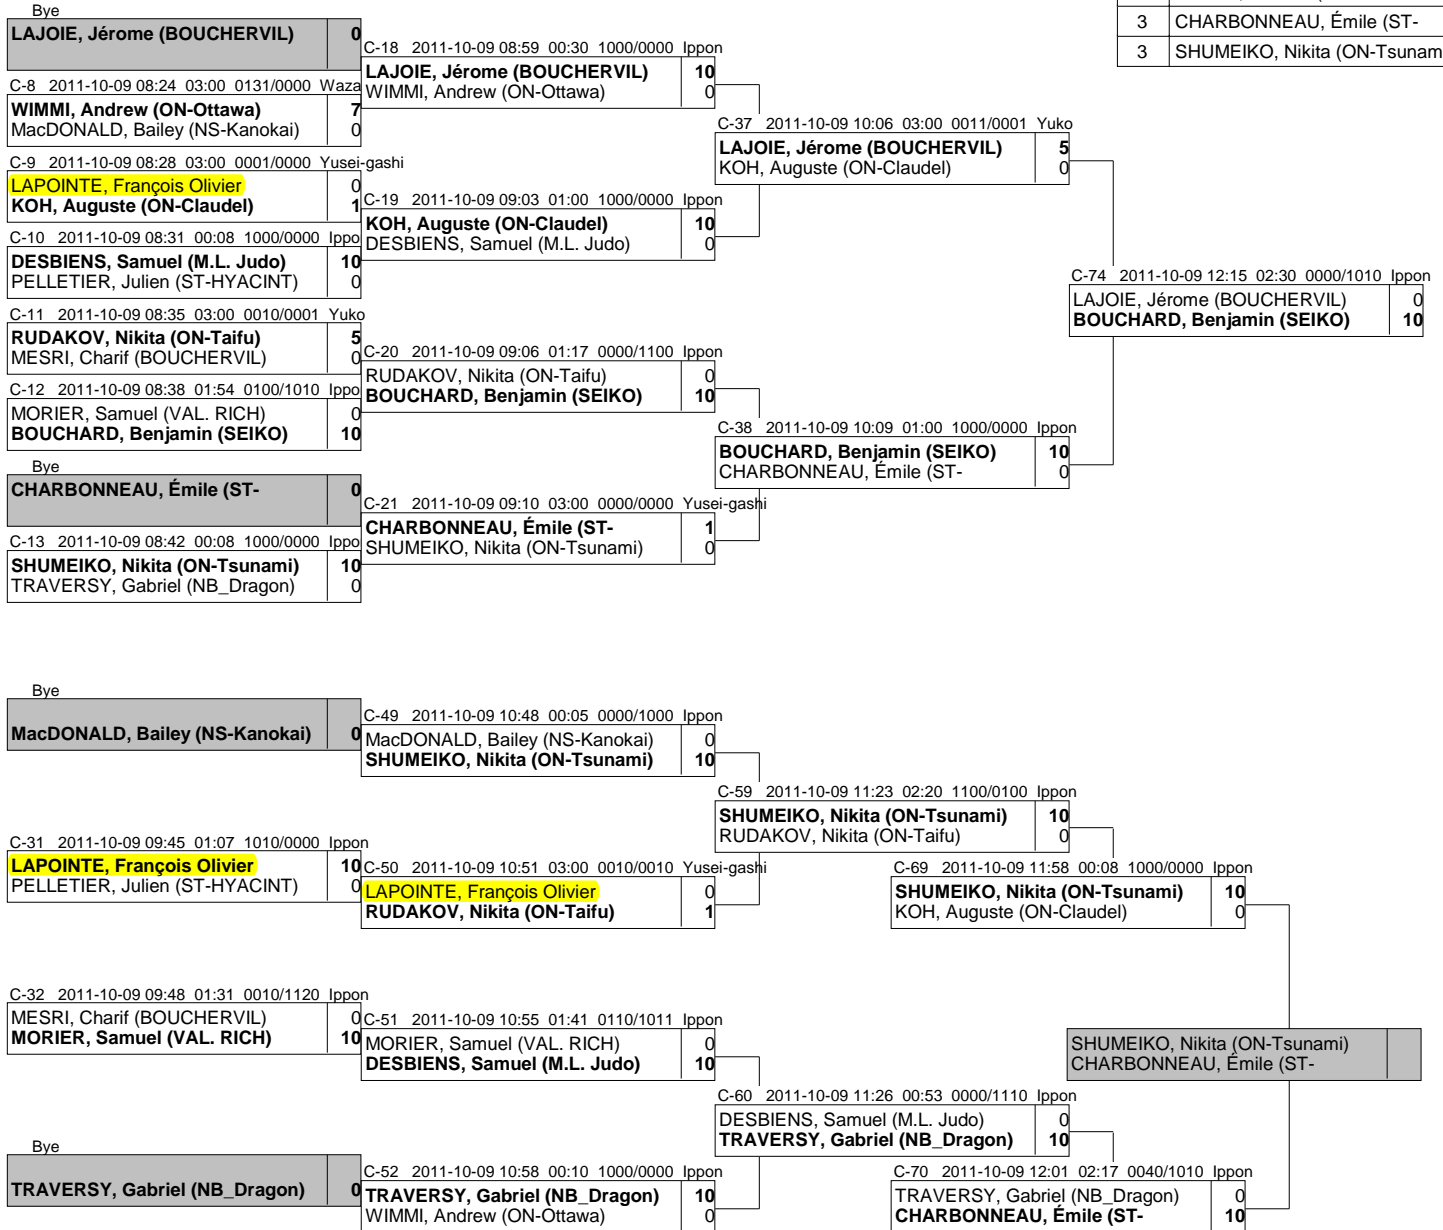 3 CHARBONNEAU, Émile (ST-
3 SHUMEIKO, Nikita (ON-Tsunam
Bye
LAJOIE, Jérome (BOUCHERVIL) 0
C-8 2011-10-09 08:24 03:00 0131/0000 Waza
WIMMI, Andrew (ON-Ottawa) 7
MacDONALD, Bailey (NS-Kanokai) 0
C-9 2011-10-09 08:28 03:00 0001/0000 Yusei-gashi
LAPOINTE, François Olivier 0
KOH, Auguste (ON-Claudel) 1
C-10 2011-10-09 08:31 00:08 1000/0000 Ippo
DESBIENS, Samuel (M.L. Judo) 10
PELLETIER, Julien (ST-HYACINT) 0
C-11 2011-10-09 08:35 03:00 0010/0001 Yuko
RUDAKOV, Nikita (ON-Taifu) 5
MESRI, Charif (BOUCHERVIL) 0
C-12 2011-10-09 08:38 01:54 0100/1010 Ippo
MORIER, Samuel (VAL. RICH) 0
BOUCHARD, Benjamin (SEIKO) 10
Bye
CHARBONNEAU, Émile (ST- 0
C-13 2011-10-09 08:42 00:08 1000/0000 Ippo
SHUMEIKO, Nikita (ON-Tsunami) 10
TRAVERSY, Gabriel (NB_Dragon) 0
C-18 2011-10-09 08:59 00:30 1000/0000 Ippon
LAJOIE, Jérome (BOUCHERVIL) 10
WIMMI, Andrew (ON-Ottawa) 0
C-19 2011-10-09 09:03 01:00 1000/0000 Ippon
KOH, Auguste (ON-Claudel) 10
DESBIENS, Samuel (M.L. Judo) 0
C-20 2011-10-09 09:06 01:17 0000/1100 Ippon
RUDAKOV, Nikita (ON-Taifu) 0
BOUCHARD, Benjamin (SEIKO) 10
C-21 2011-10-09 09:10 03:00 0000/0000 Yusei-gashi
CHARBONNEAU, Émile (ST- 1
SHUMEIKO, Nikita (ON-Tsunami) 0
C-37 2011-10-09 10:06 03:00 0011/0001 Yuko
LAJOIE, Jérome (BOUCHERVIL) 5
KOH, Auguste (ON-Claudel) 0
C-38 2011-10-09 10:09 01:00 1000/0000 Ippon
BOUCHARD, Benjamin (SEIKO) 10
CHARBONNEAU, Émile (ST- 0
C-74 2011-10-09 12:15 02:30 0000/1010 Ippon
LAJOIE, Jérome (BOUCHERVIL) 0
BOUCHARD, Benjamin (SEIKO) 10
Bye
MacDONALD, Bailey (NS-Kanokai) 0
C-31 2011-10-09 09:45 01:07 1010/0000 Ippon
LAPOINTE, François Olivier 10
PELLETIER, Julien (ST-HYACINT) 0
C-32 2011-10-09 09:48 01:31 0010/1120 Ippon
MESRI, Charif (BOUCHERVIL) 0
MORIER, Samuel (VAL. RICH) 10
Bye
TRAVERSY, Gabriel (NB_Dragon) 0
C-49 2011-10-09 10:48 00:05 0000/1000 Ippon
MacDONALD, Bailey (NS-Kanokai) 0
SHUMEIKO, Nikita (ON-Tsunami) 10
C-50 2011-10-09 10:51 03:00 0010/0010 Yusei-gashi
LAPOINTE, François Olivier 0
RUDAKOV, Nikita (ON-Taifu) 1
C-51 2011-10-09 10:55 01:41 0110/1011 Ippon
MORIER, Samuel (VAL. RICH) 0
DESBIENS, Samuel (M.L. Judo) 10
C-52 2011-10-09 10:58 00:10 1000/0000 Ippon
TRAVERSY, Gabriel (NB_Dragon) 10
WIMMI, Andrew (ON-Ottawa) 0
C-59 2011-10-09 11:23 02:20 1100/0100 Ippon
SHUMEIKO, Nikita (ON-Tsunami) 10
RUDAKOV, Nikita (ON-Taifu) 0
C-60 2011-10-09 11:26 00:53 0000/1110 Ippon
DESBIENS, Samuel (M.L. Judo) 0
TRAVERSY, Gabriel (NB_Dragon) 10
C-69 2011-10-09 11:58 00:08 1000/0000 Ippon
SHUMEIKO, Nikita (ON-Tsunami) 10
KOH, Auguste (ON-Claudel) 0
C-70 2011-10-09 12:01 02:17 0040/1010 Ippon
TRAVERSY, Gabriel (NB_Dragon) 0
CHARBONNEAU, Émile (ST- 10
SHUMEIKO, Nikita (ON-Tsunami)
CHARBONNEAU, Émile (ST-